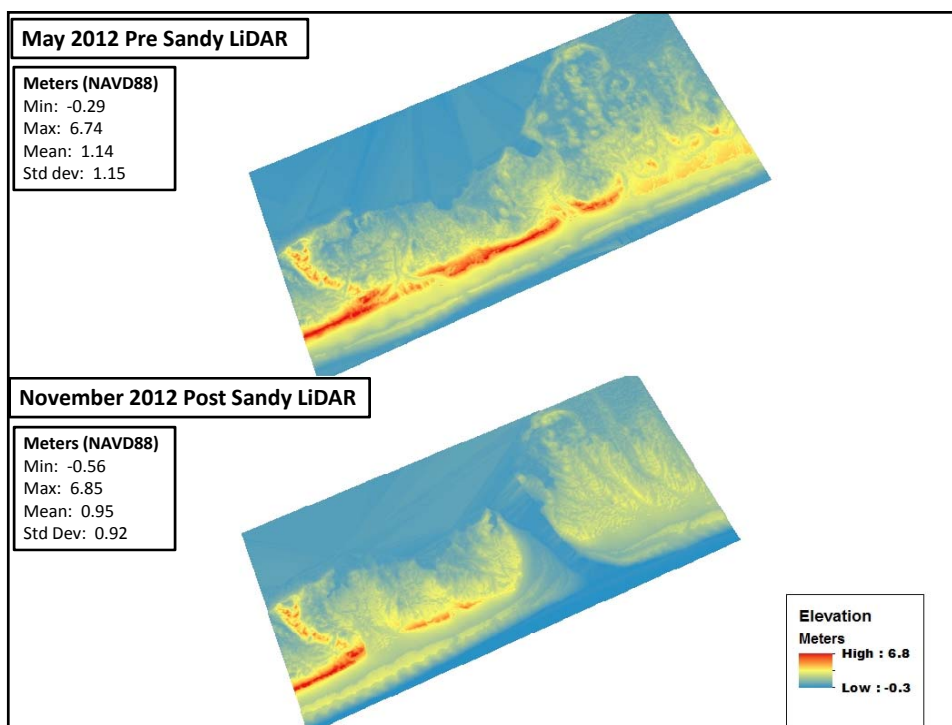 May 2012 Pre Sandy LiDAR
Meters (NAVD88)
Min: -0.29
Max: 6.74
Mean: 1.14
Std dev: 1.15
November 2012 Post Sandy LiDAR
Meters (NAVD88)
Min: -0.56
Max: 6.85
Mean: 0.95
Std Dev: 0.92
Elevation
Meters
High : 6.8
Low : -0.3